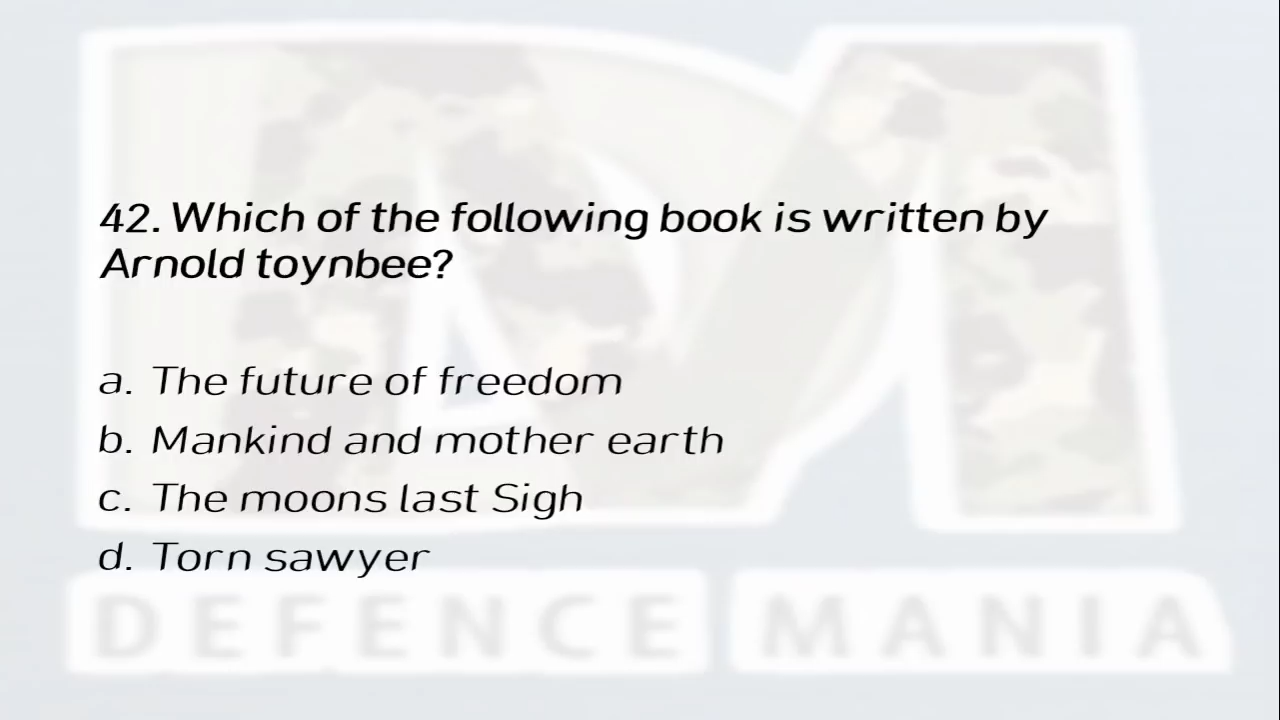 42. Which of the following book is written by
Arnold toynbee?
a. The future of freedom
b. Mankind and mother earth
c. The moons last Sigh
d. Torn sawyer
DEFENCE MANIA